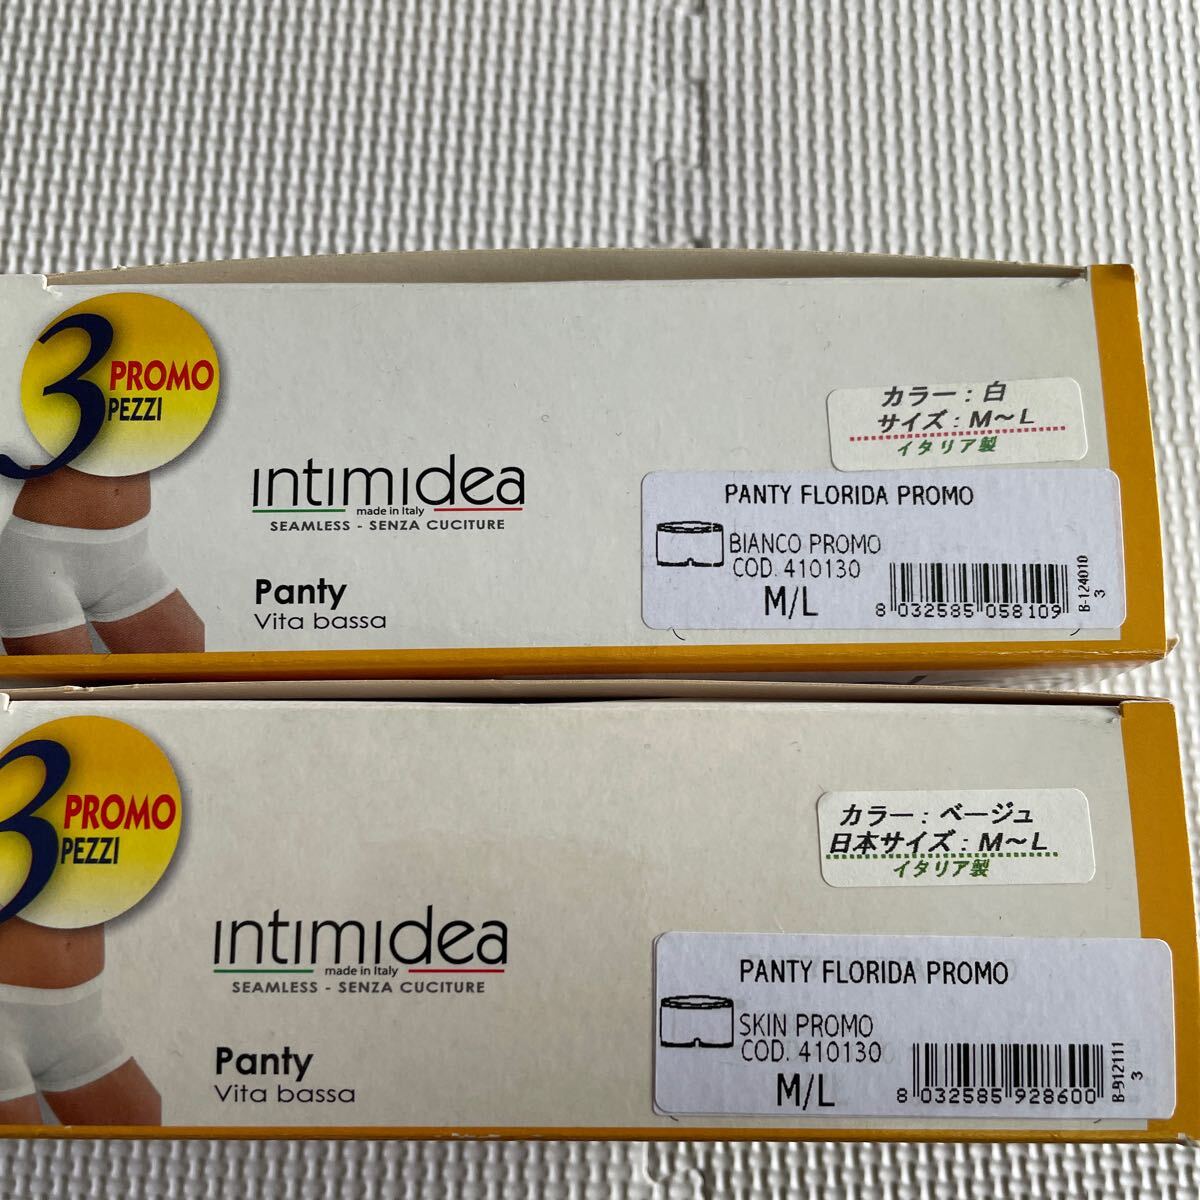 3
PROMO
PEZZI
intimidea
made in Italy
SEAMLESS - SENZA CUCITURE
Panty
Vita bassa
カラー：白
サイズ：M〜L
イタリア製
PANTY FLORIDA PROMO
BIANCO PROMO
COD. 410130
M/L
8 032585 058109
B-124010
3
3
PROMO
PEZZI
intimidea
made in Italy
SEAMLESS - SENZA CUCITURE
Panty
Vita bassa
カラー：ベージュ
日本サイズ：M〜L
イタリア製
PANTY FLORIDA PROMO
SKIN PROMO
COD. 410130
M/L
8 032585 928600
B-912111
3